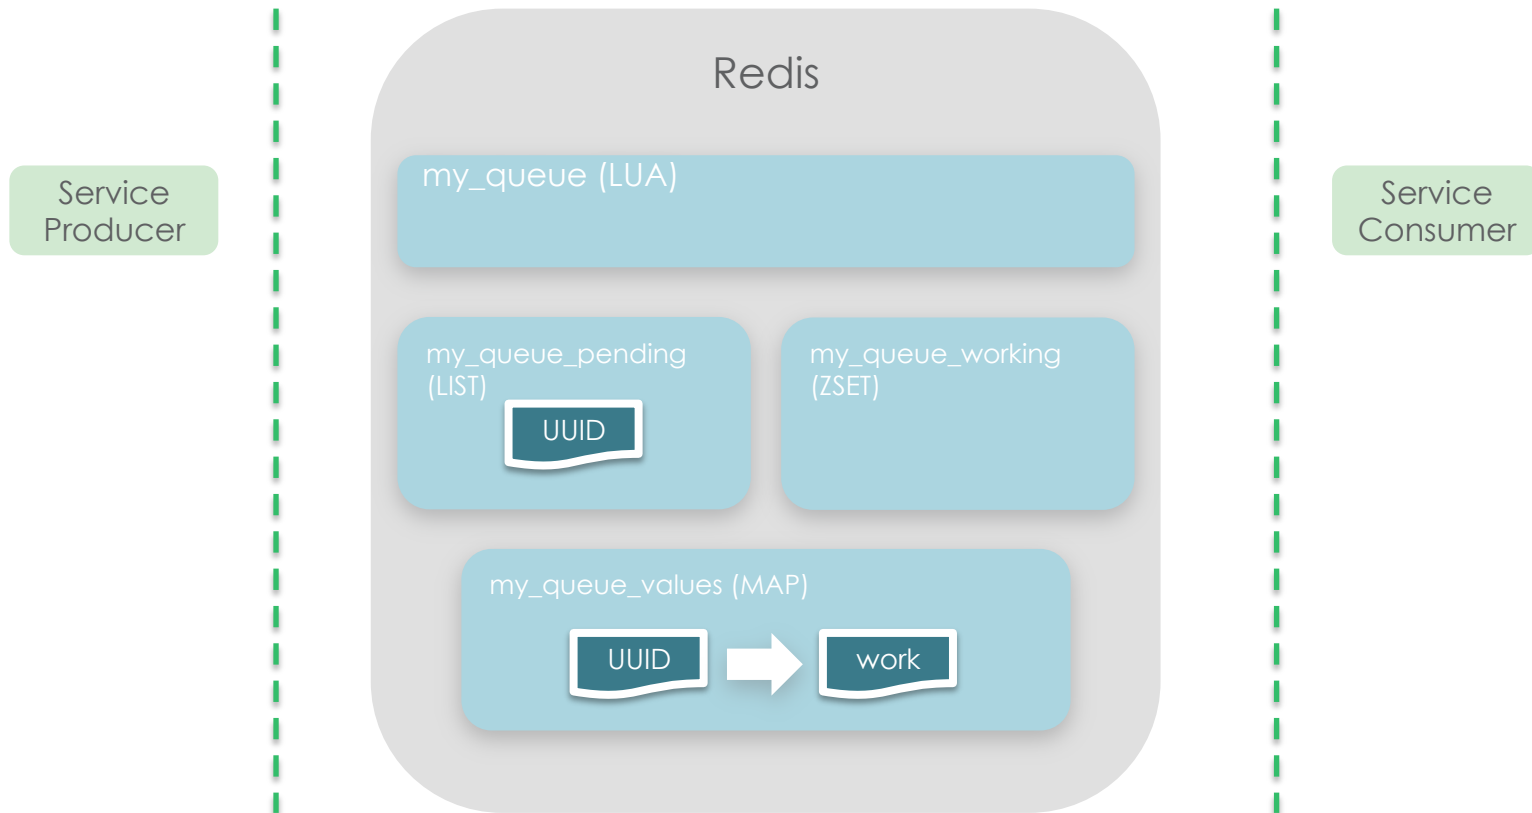 Redis
my_queue (LUA)
Service
Producer
Service
Consumer
my_queue_pending
(LIST)
UUID
my_queue_working
(ZSET)
my_queue_values (MAP)
UUID
work